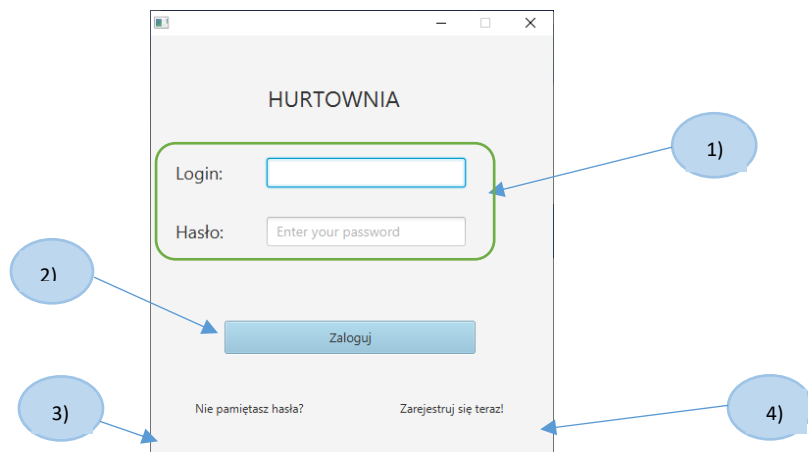 HURTOWNIA
1)
Login:
Hasło:
Enter your password
2)
Zaloguj
3)
Nie pamiętasz hasła?
Zarejestruj się teraz!
4)